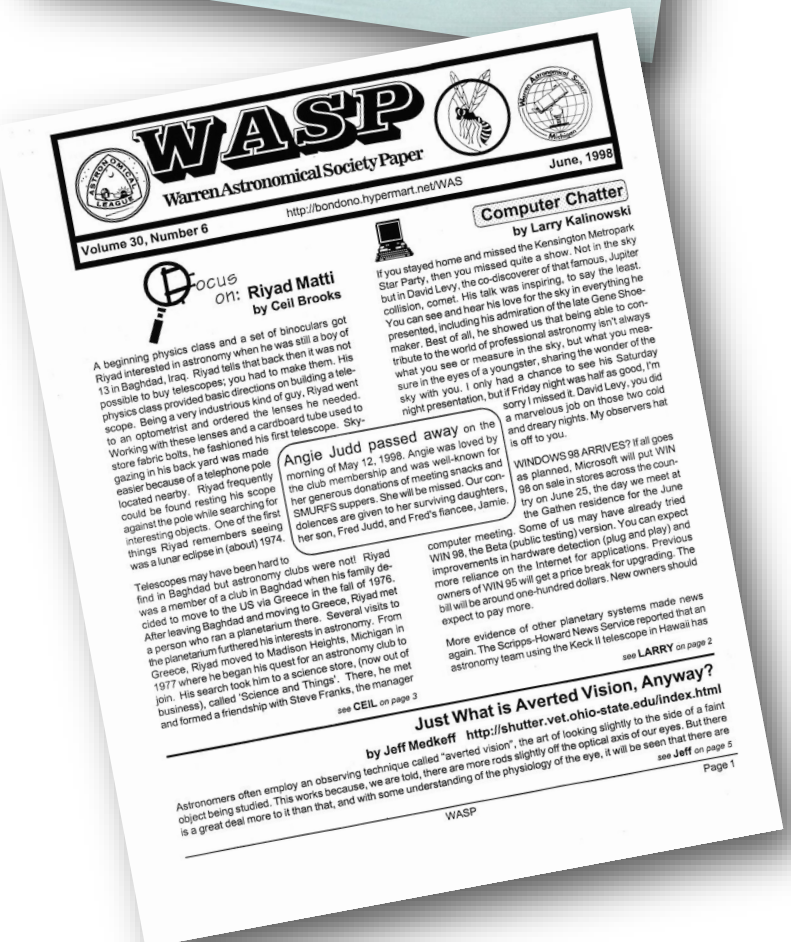 WASP
Warren Astronomical Society Paper
ASTRONOMICAL
LEAGUE
Warren Astronomical Society
Michigan
Volume 30, Number 6
http://bondono.hypermart.net/WAS
June, 1998
Focus
on: Riyad Matti
by Ceil Brooks
A beginning physics class and a set of binoculars got
Riyad interested in astronomy when he was still a boy of
13 in Baghdad, Iraq. Riyad tells that back then it was not
possible to buy telescopes; you had to make them. His
physics class provided basic directions on building a tele-
scope. Being a very industrious kind of guy, Riyad went
to an optometrist and ordered the lenses he needed.
Working with these lenses and a cardboard tube used to
store fabric bolts, he fashioned his first telescope. Sky-
gazing in his back yard was made
easier because of a telephone pole
located nearby. Riyad frequently
could be found resting his scope
against the pole while searching for
interesting objects. One of the first
things Riyad remembers seeing
was a lunar eclipse in (about) 1974.
Telescopes may have been hard to
find in Baghdad but astronomy clubs were not! Riyad
was a member of a club in Baghdad when his family de-
cided to move to the US via Greece in the fall of 1976.
After leaving Baghdad and moving to Greece, Riyad met
a person who ran a planetarium there. Several visits to
the planetarium furthered his interests in astronomy. From
Greece, Riyad moved to Madison Heights, Michigan in
1977 where he began his quest for an astronomy club to
join. His search took him to a science store, (now out of
business), called 'Science and Things'. There, he met
and formed a friendship with Steve Franks, the manager
see CEIL on page 3
Angie Judd passed away on the
morning of May 12, 1998. Angie was loved by
the club membership and was well-known for
her generous donations of meeting snacks and
SMURFS suppers. She will be missed. Our con-
dolences are given to her surviving daughters,
her son, Fred Judd, and Fred's fiancee, Jamie.
Computer Chatter
by Larry Kalinowski
If you stayed home and missed the Kensington Metropark
Star Party, then you missed quite a show. Not in the sky
but in David Levy, the co-discoverer of that famous, Jupiter
collision, comet. His talk was inspiring, to say the least.
You can see and hear his love for the sky in everything he
presented, including his admiration of the late Gene Shoe-
maker. Best of all, he showed us that being able to con-
tribute to the world of professional astronomy isn't always
what you see or measure in the sky, but what you mea-
sure in the eyes of a youngster, sharing the wonder of the
sky with you. I only had a chance to see his Saturday
night presentation, but if Friday night was half as good, I'm
sorry I missed it. David Levy, you did
a marvelous job on those two cold
and dreary nights. My observers hat
is off to you.
WINDOWS 98 ARRIVES? If all goes
as planned, Microsoft will put WIN
98 on sale in stores across the coun-
try on June 25, the day we meet at
the Gathen residence for the June
computer meeting. Some of us may have already tried
WIN 98, the Beta (public testing) version. You can expect
improvements in hardware detection (plug and play) and
more reliance on the Internet for applications. Previous
owners of WIN 95 will get a price break for upgrading. The
bill will be around one-hundred dollars. New owners should
expect to pay more.
More evidence of other planetary systems made news
again. The Scripps-Howard News Service reported that an
astronomy team using the Keck II telescope in Hawaii has
see LARRY on page 2
Just What is Averted Vision, Anyway?
by Jeff Medkeff http://shutter.vet.ohio-state.edu/index.html
Astronomers often employ an observing technique called "averted vision", the art of looking slightly to the side of a faint
object being studied. This works because, we are told, there are more rods slightly off the optical axis of our eyes. But there
is a great deal more to it than that, and with some understanding of the physiology of the eye, it will be seen that there are
see Jeff on page 5
WASP
Page 1